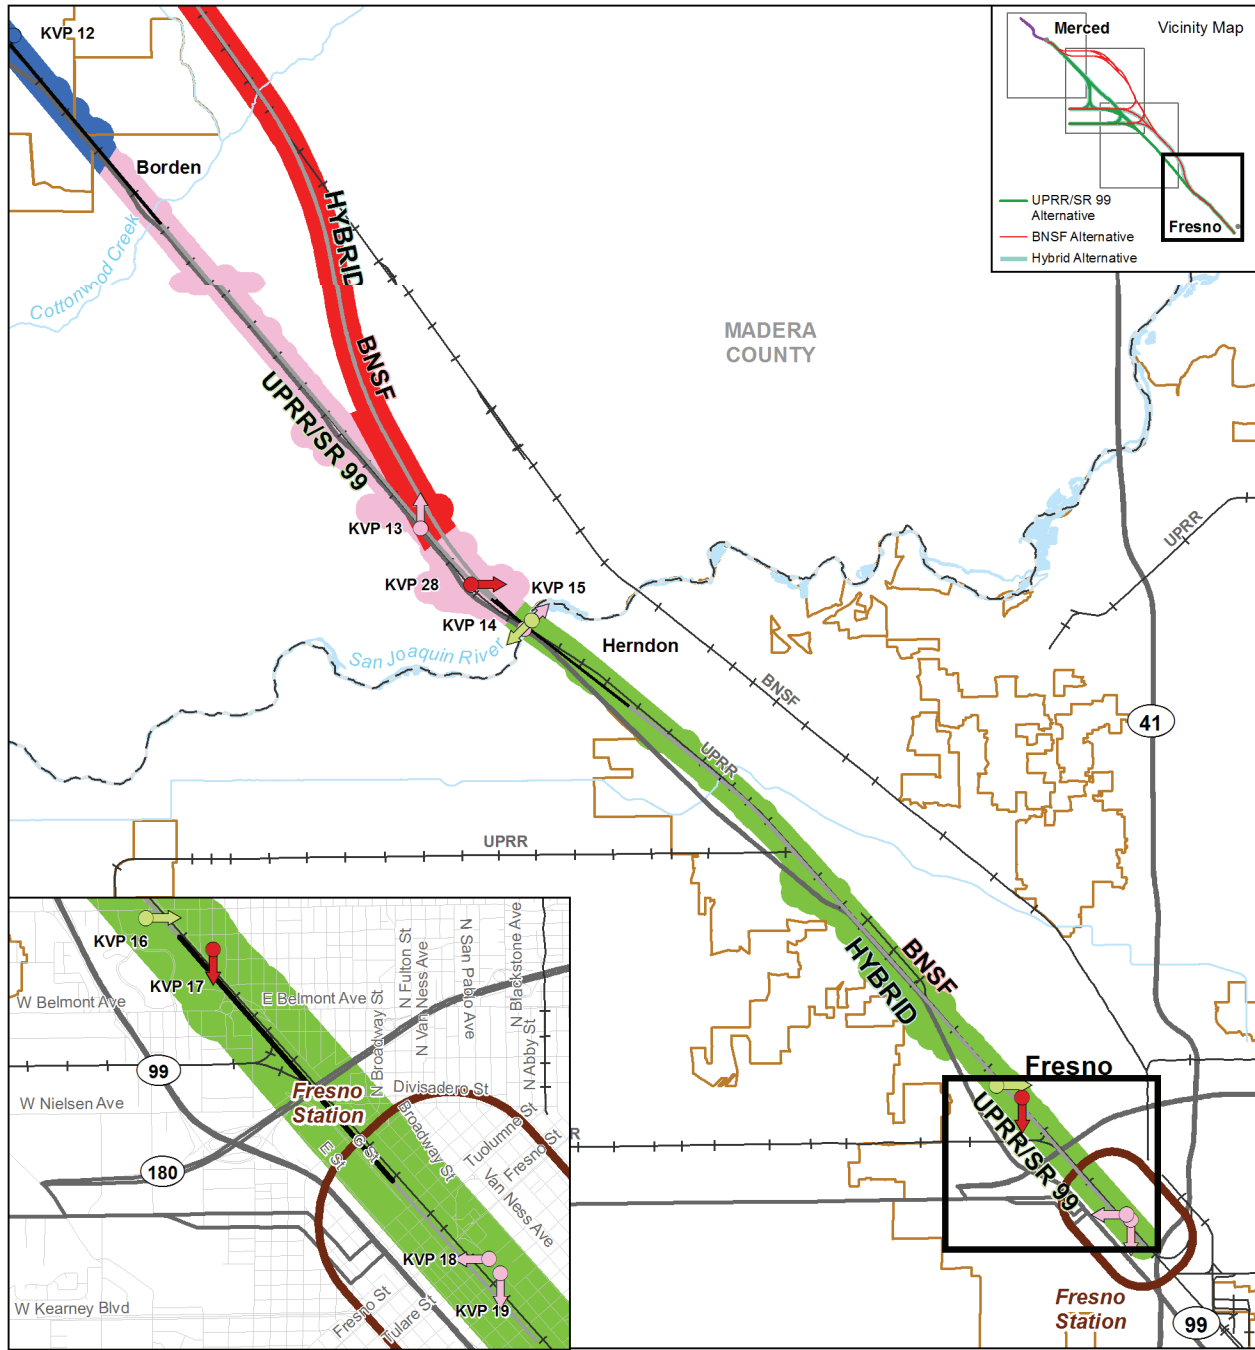 KVP 12
Merced
Vicinity Map
UPRR/SR 99
Alternative
BNSF Alternative
Hybrid Alternative
Fresno
Borden
Cottonwood Creek
HYBRID
BNSF
UPRR/SR 99
MADERA
COUNTY
KVP 13
KVP 28
KVP 15
KVP 14
San Joaquin River
Herndon
UPRR
BNSF
41
UPRR
UPRR
BNSF
HYBRID
Fresno
UPRR/SR 99
R
Fresno
Station
99
KVP 16
KVP 17
W Belmont Ave
E Belmont Ave
N Broadway St
N Fulton St
N Van Ness Ave
N San Pablo Ave
N Blackstone Ave
N Abby St
99
W Nielsen Ave
Fresno
Station
Divisadero St
Broadway St
Tuolumne St
Fresno St
Van Ness Ave
G St
E St
180
KVP 18
KVP 19
W Kearney Blvd
Fresno St
Tulare St